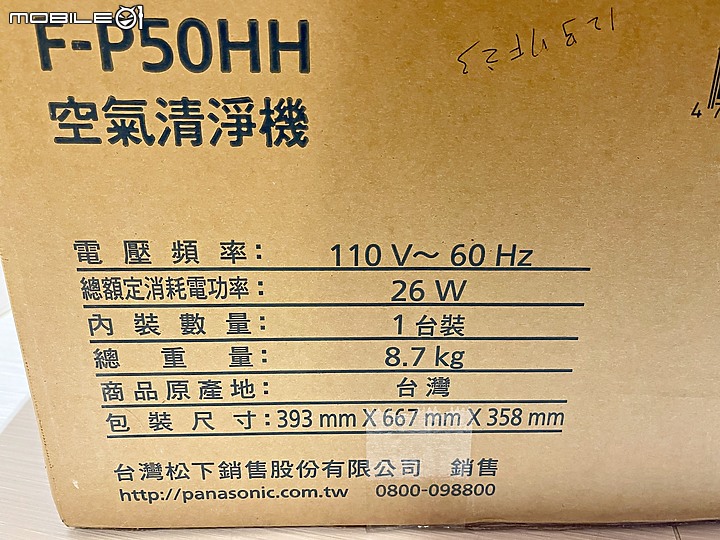 MOBILE01
F-P50HH
空氣清淨機
電壓頻率： 110 V～ 60 Hz
總額定消耗電功率： 26 W
內裝數量： 1 台裝
總重量： 8.7 kg
商品原產地： 台灣
包裝尺寸： 393 mm X 667 mm X 358 mm
台灣松下銷售股份有限公司 銷售
http://panasonic.com.tw 0800-098800